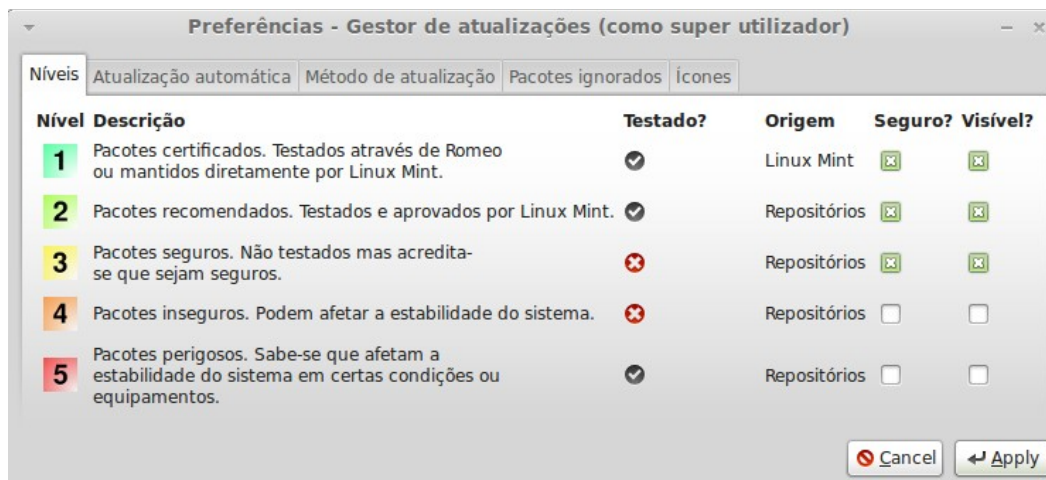 Preferências - Gestor de atualizações (como super utilizador)
Níveis Atualização automática Método de atualização Pacotes ignorados Ícones
Nível Descrição Testado? Origem Seguro? Visível?
1 Pacotes certificados. Testados através de Romeo
ou mantidos diretamente por Linux Mint. Linux Mint
2 Pacotes recomendados. Testados e aprovados por Linux Mint. Repositórios
3 Pacotes seguros. Não testados mas acredita-
se que sejam seguros. Repositórios
4 Pacotes inseguros. Podem afetar a estabilidade do sistema. Repositórios
5 Pacotes perigosos. Sabe-se que afetam a
estabilidade do sistema em certas condições ou
equipamentos. Repositórios
Cancel Apply